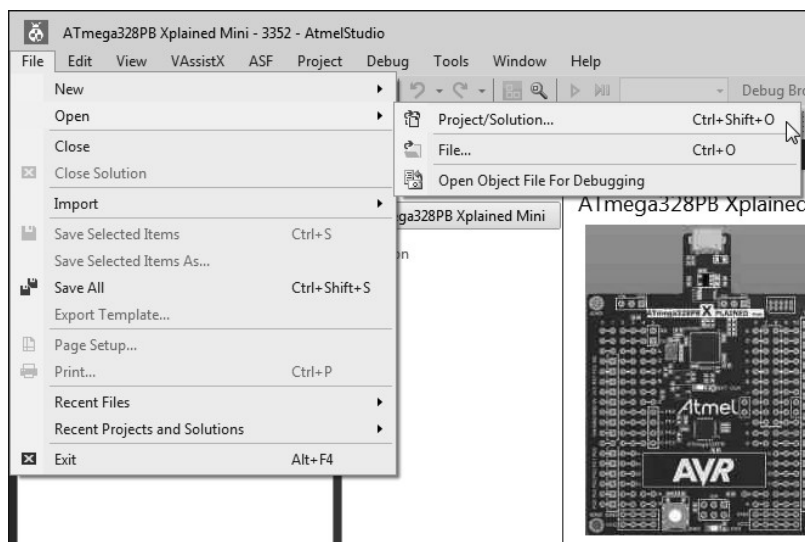 ATmega328PB Xplained Mini - 3352 - AtmelStudio
File Edit View VAssistX ASF Project Debug Tools Window Help
New
Debug Bro
Open
Project/Solution... Ctrl+Shift+O
Close
File... Ctrl+O
Close Solution
Open Object File For Debugging
Import
ATmega328PB Xplained
ga328PB Xplained Mini
Save Selected Items Ctrl+S
Save Selected Items As...
on
Save All Ctrl+Shift+S
Export Template...
ATmega328PB XPLAINED
Page Setup...
Print... Ctrl+P
Recent Files
Atmel
Recent Projects and Solutions
Exit Alt+F4
AVR